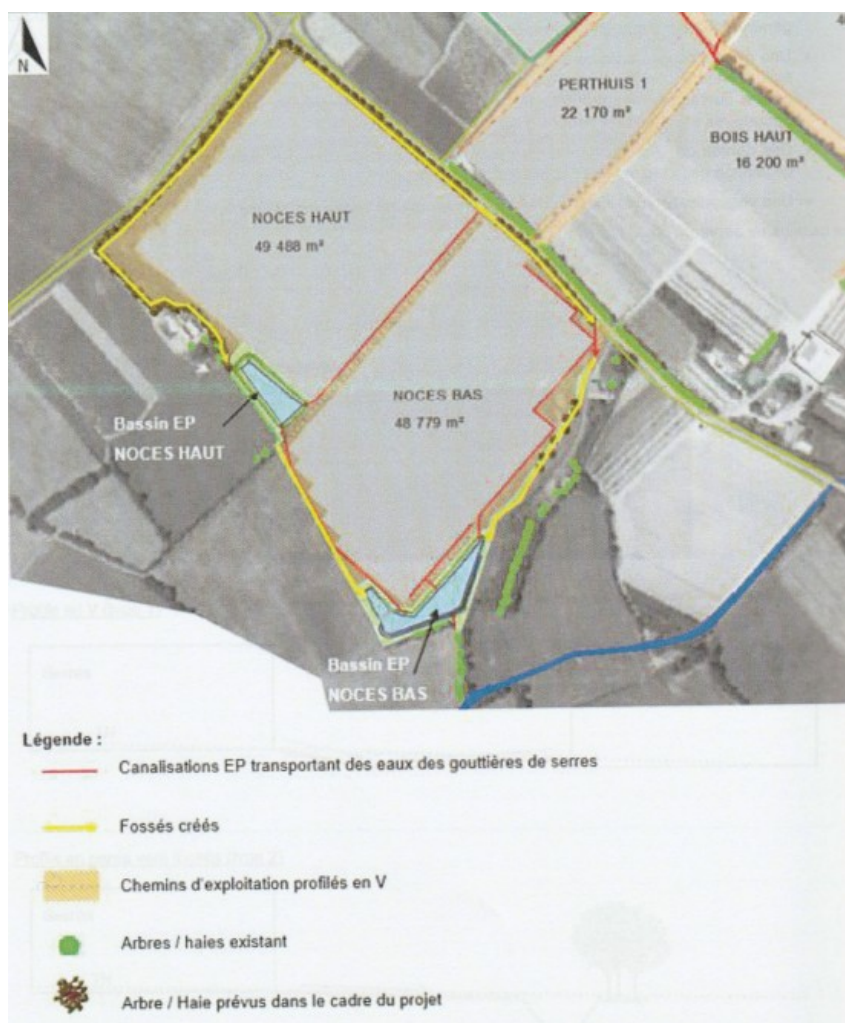 N
PERTHUIS 1
22 170 m²
BOIS HAUT
16 200 m²
NOCES HAUT
49 488 m²
NOCES BAS
48 779 m²
Bassin EP
NOCES HAUT
Bassin EP
NOCES BAS
Légende :
Canalisations EP transportant des eaux des gouttières de serres
Fossés créés
Chemins d'exploitation profilés en V
Arbres / haies existant
Arbre / Haie prévus dans le cadre du projet